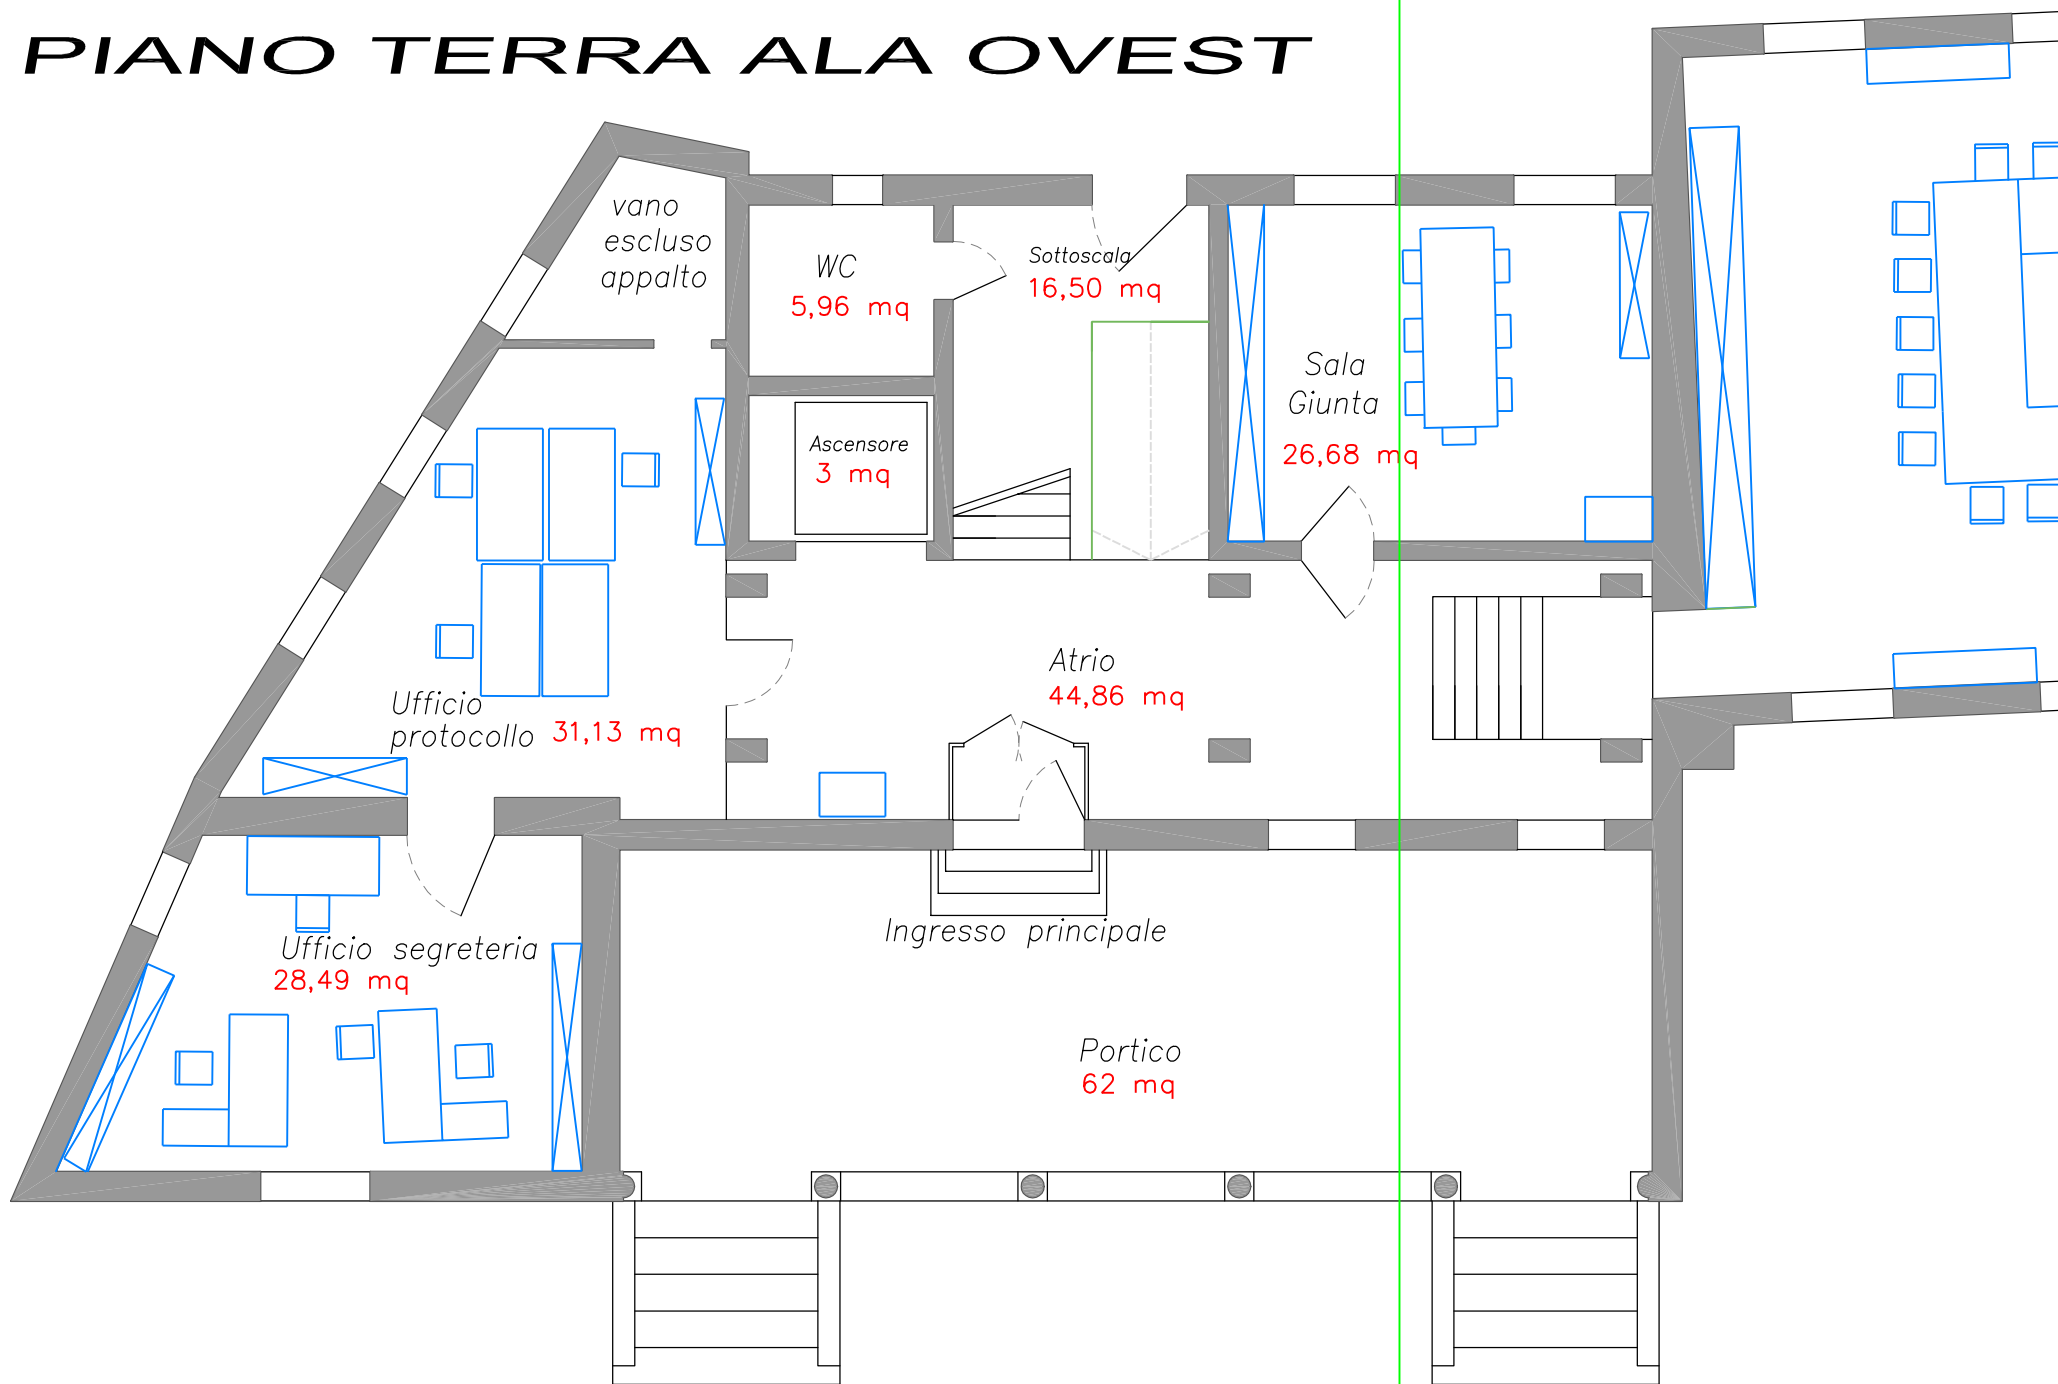 PIANO TERRA ALA OVEST
vano
escluso
appalto
WC
5,96 mq
Sottoscala
16,50 mq
Sala
Giunta
26,68 mq
Ascensore
3 mq
Atrio
44,86 mq
Ufficio
protocollo 31,13 mq
Ingresso principale
Ufficio segreteria
28,49 mq
Portico
62 mq